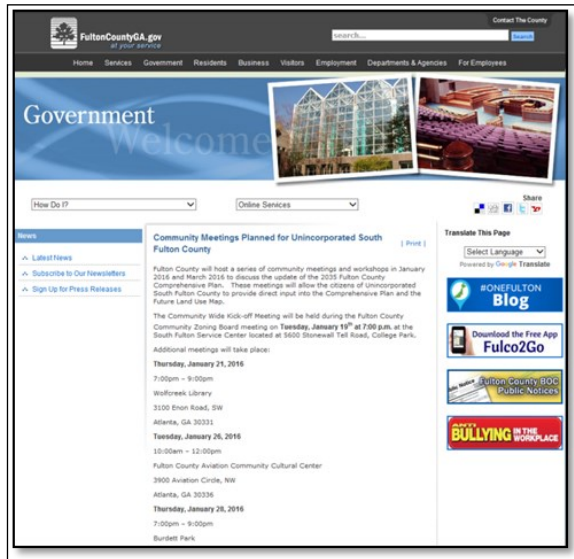 Contact The County
FultonCountyGA.gov
at your service
search...
Search
Home Services Government Residents Business Visitors Employment Departments & Agencies For Employees
Government
Welcome
How Do I?
Online Services
Share
News
Latest News
Subscribe to Our Newsletters
Sign Up for Press Releases
Community Meetings Planned for Unincorporated South
Fulton County
| Print |
Fulton County will host a series of community meetings and workshops in January
2016 and March 2016 to discuss the update of the 2035 Fulton County
Comprehensive Plan. These meetings will allow the citizens of Unincorporated
South Fulton County to provide direct input into the Comprehensive Plan and the
Future Land Use Map.
The Community Wide Kick-off Meeting will be held during the Fulton County
Community Zoning Board meeting on Tuesday, January 19th at 7:00 p.m. at the
South Fulton Service Center located at 5600 Stonewall Tell Road, College Park.
Additional meetings will take place:
Thursday, January 21, 2016
7:00pm – 9:00pm
Wolfcreek Library
3100 Enon Road, SW
Atlanta, GA 30331
Tuesday, January 26, 2016
10:00am – 12:00pm
Fulton County Aviation Community Cultural Center
3900 Aviation Circle, NW
Atlanta, GA 30336
Thursday, January 28, 2016
7:00pm – 9:00pm
Burdett Park
Translate This Page
Select Language
Powered by Google Translate
#ONEFULTON
Blog
Download the Free App
Fulco2Go
Public Notice
Fulton County BOC
Public Notices
ANTI
BULLYING IN THE
WORKPLACE